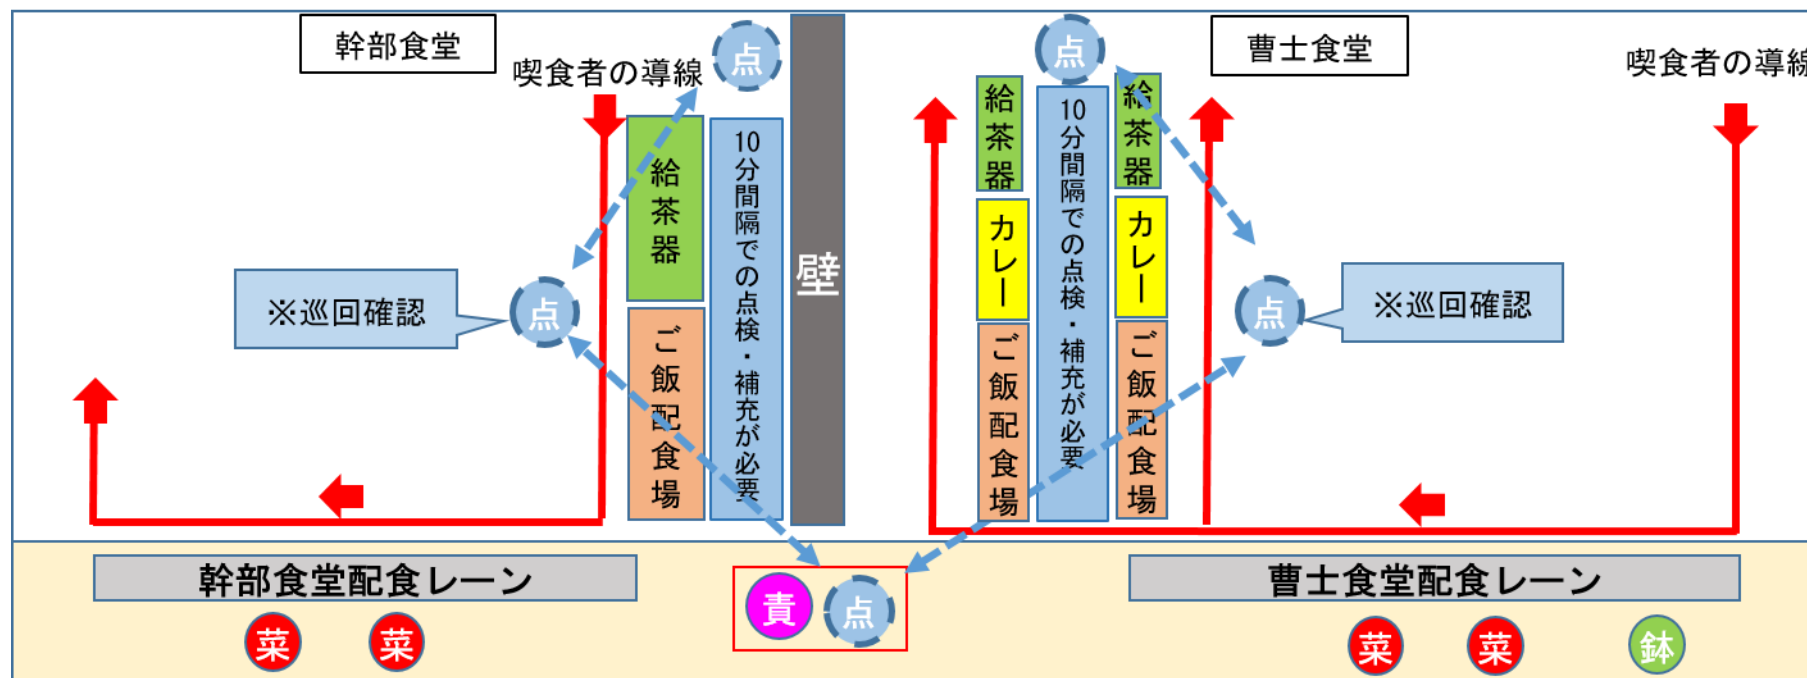 幹部食堂
喫食者の導線
点
壁
点
曹士食堂
喫食者の導線
給茶器
10分間隔での点検・補充が必要
給茶器
10分間隔での点検・補充が必要
給茶器
カレー
カレー
※巡回確認
点
ご飯配食場
ご飯配食場
ご飯配食場
点
※巡回確認
幹部食堂配食レーン
曹士食堂配食レーン
責
点
菜
菜
菜
菜
鉢